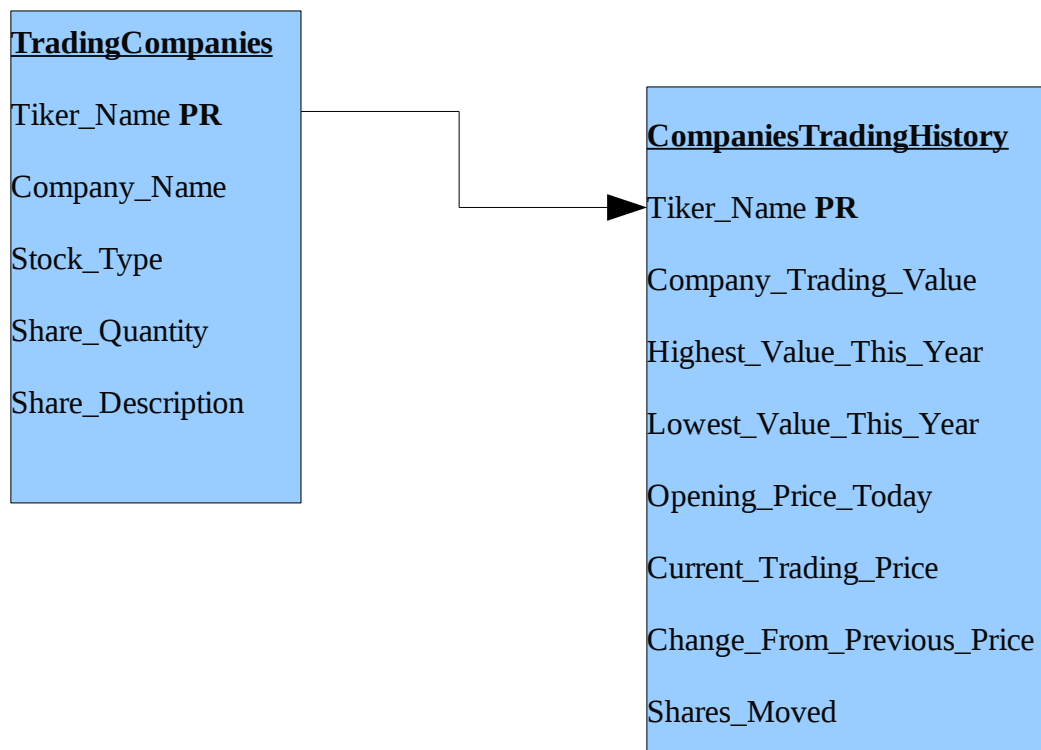 TradingCompanies
Tiker_Name PR
Company_Name
Stock_Type
Share_Quantity
Share_Description
CompaniesTradingHistory
Tiker_Name PR
Company_Trading_Value
Highest_Value_This_Year
Lowest_Value_This_Year
Opening_Price_Today
Current_Trading_Price
Change_From_Previous_Price
Shares_Moved